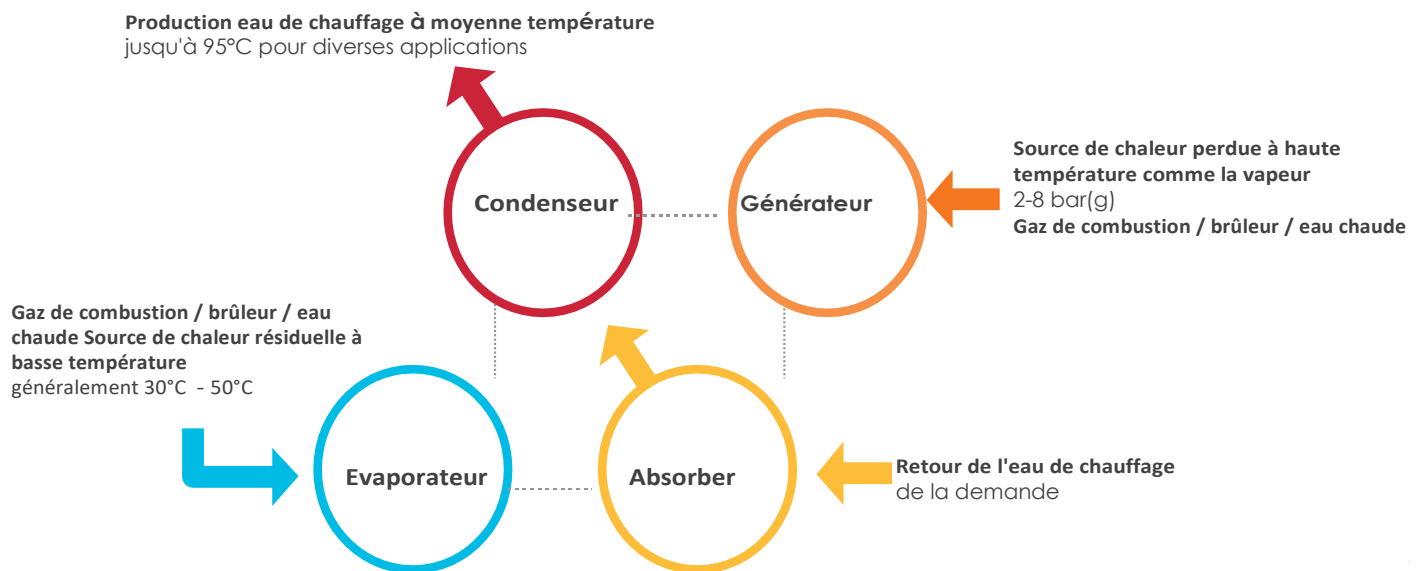 Production eau de chauffage à moyenne température
jusqu'à 95°C pour diverses applications
Condenseur
Générateur
Source de chaleur perdue à haute
température comme la vapeur
2-8 bar(g)
Gaz de combustion / brûleur / eau chaude
Gaz de combustion / brûleur / eau
chaude Source de chaleur résiduelle à
basse température
généralement 30°C - 50°C
Evaporateur
Absorber
Retour de l'eau de chauffage
de la demande